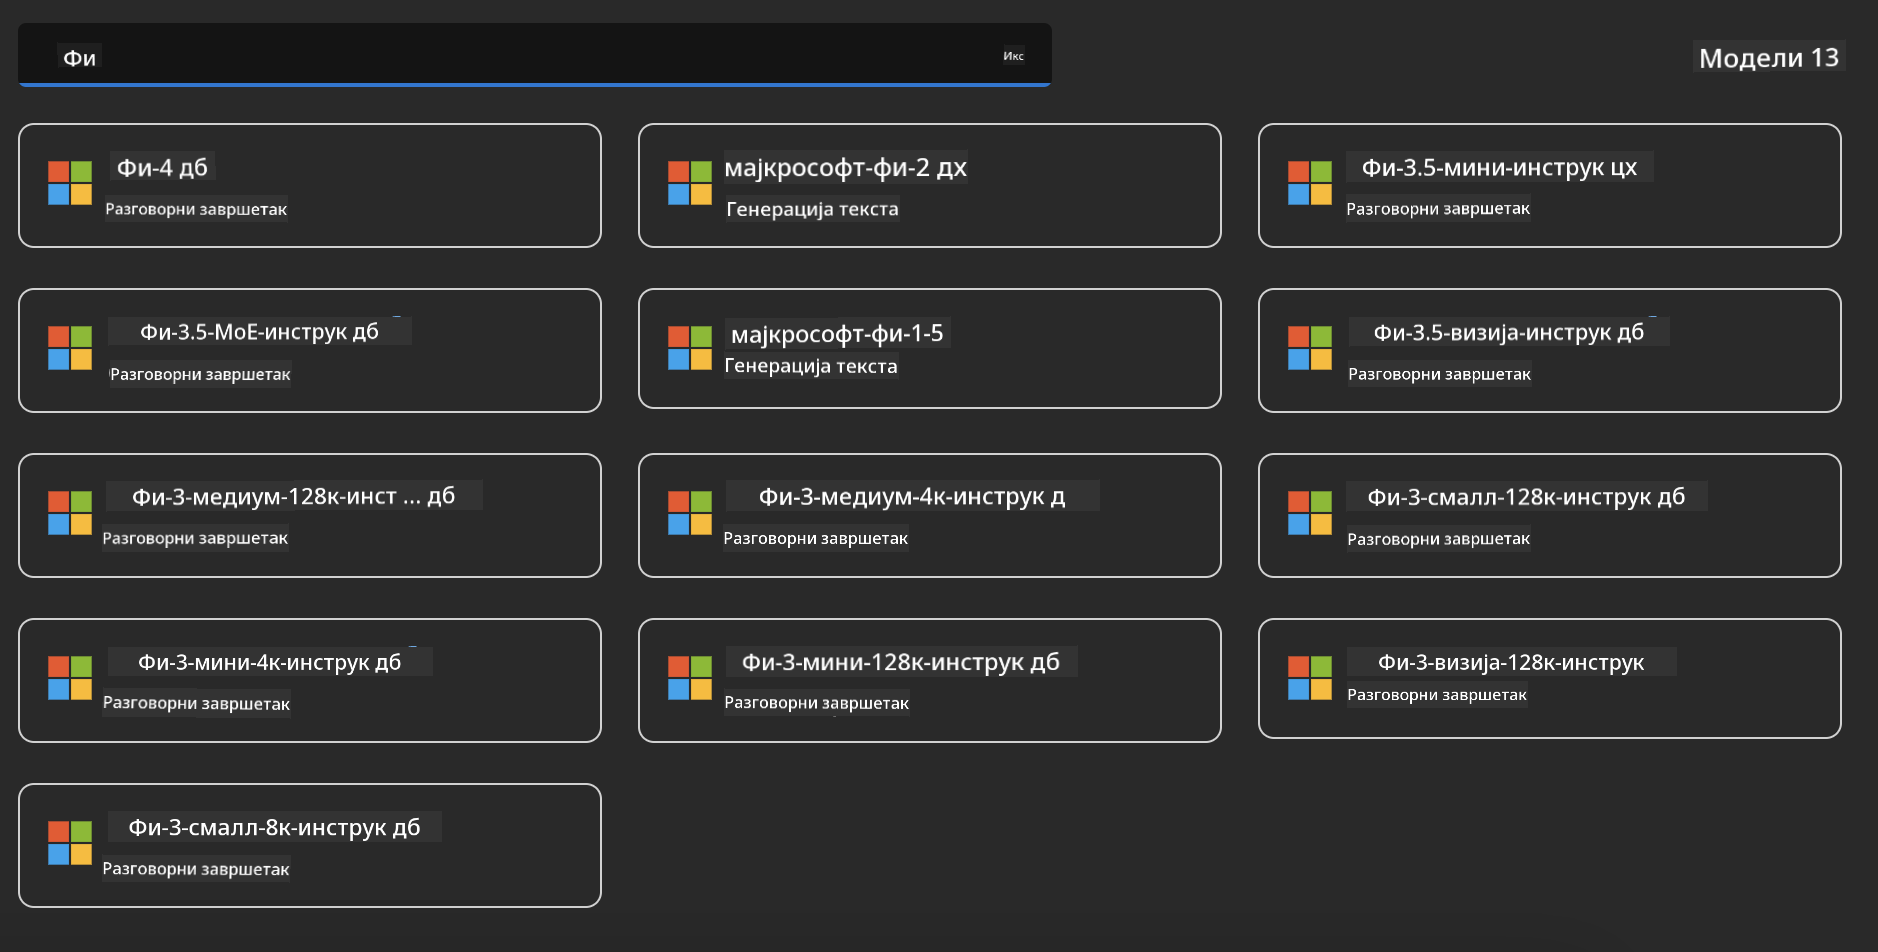 Фи
Икс
Модели 13
Фи-4 дб
Разговорни завршетак
мајкрософт-фи-2 дх
Генерација текста
Фи-3.5-мини-инструк цх
Разговорни завршетак
Фи-3.5-МоЕ-инструк дб
Разговорни завршетак
мајкрософт-фи-1-5
Генерација текста
Фи-3.5-визија-инструк дб
Разговорни завршетак
Фи-3-медиум-128к-инст ... дб
Разговорни завршетак
Фи-3-медиум-4к-инструк д
Разговорни завршетак
Фи-3-смалл-128к-инструк дб
Разговорни завршетак
Фи-3-мини-4к-инструк дб
Разговорни завршетак
Фи-3-мини-128к-инструк дб
Разговорни завршетак
Фи-3-визија-128к-инструк
Разговорни завршетак
Фи-3-смалл-8к-инструк дб
Разговорни завршетак